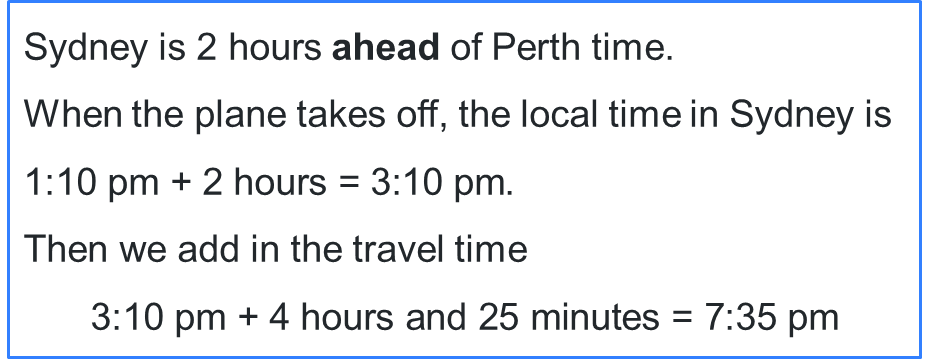 Sydney is 2 hours ahead of Perth time.
When the plane takes off, the local time in Sydney is
1:10 pm + 2 hours = 3:10 pm.
Then we add in the travel time
3:10 pm + 4 hours and 25 minutes = 7:35 pm